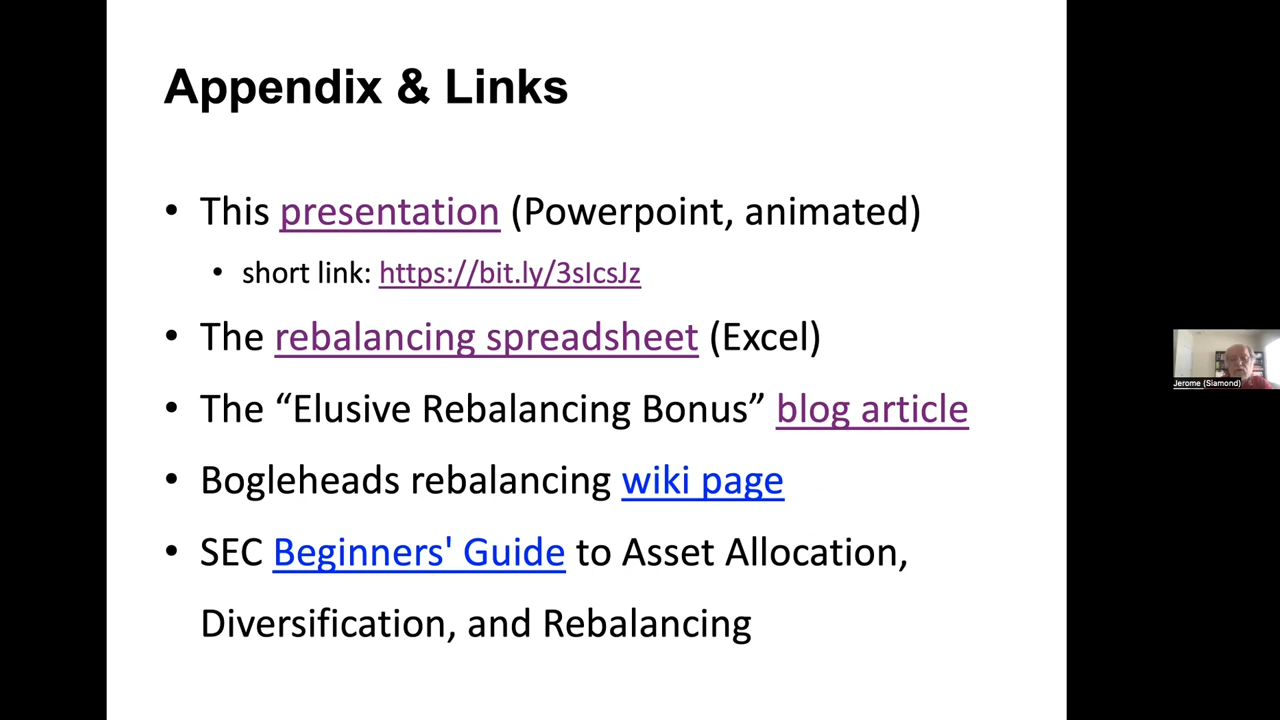 Appendix & Links
• This presentation (Powerpoint, animated)
• short link: https://bit.ly/3sIcsJz
• The rebalancing spreadsheet (Excel)
• The “Elusive Rebalancing Bonus” blog article
• Bogleheads rebalancing wiki page
• SEC Beginners' Guide to Asset Allocation,
Diversification, and Rebalancing
Jerome (Siamond)